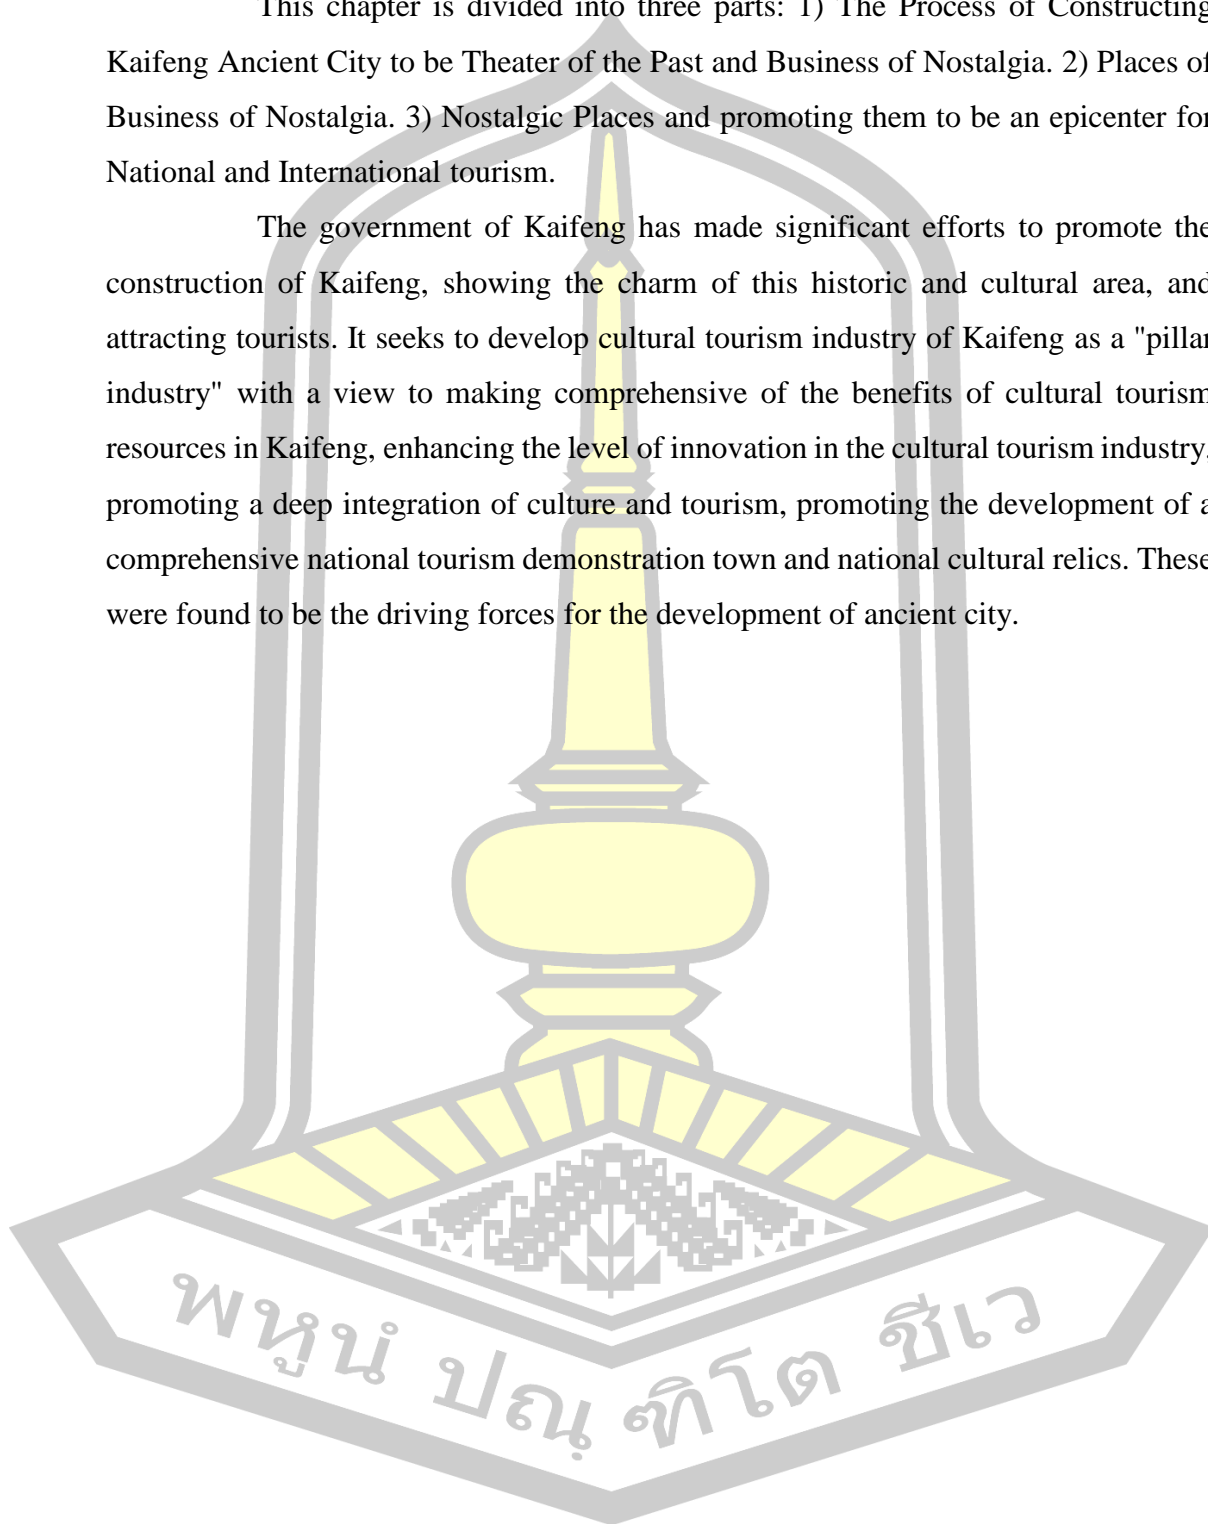 This chapter is divided into three parts: 1) The Process of Constructing
Kaifeng Ancient City to be Theater of the Past and Business of Nostalgia. 2) Places of
Business of Nostalgia. 3) Nostalgic Places and promoting them to be an epicenter for
National and International tourism.
The government of Kaifeng has made significant efforts to promote the
construction of Kaifeng, showing the charm of this historic and cultural area, and
attracting tourists. It seeks to develop cultural tourism industry of Kaifeng as a "pillar
industry" with a view to making comprehensive of the benefits of cultural tourism
resources in Kaifeng, enhancing the level of innovation in the cultural tourism industry,
promoting a deep integration of culture and tourism, promoting the development of a
comprehensive national tourism demonstration town and national cultural relics. These
were found to be the driving forces for the development of ancient city.
พหูนํ ปณฺฑิโต ชีเว